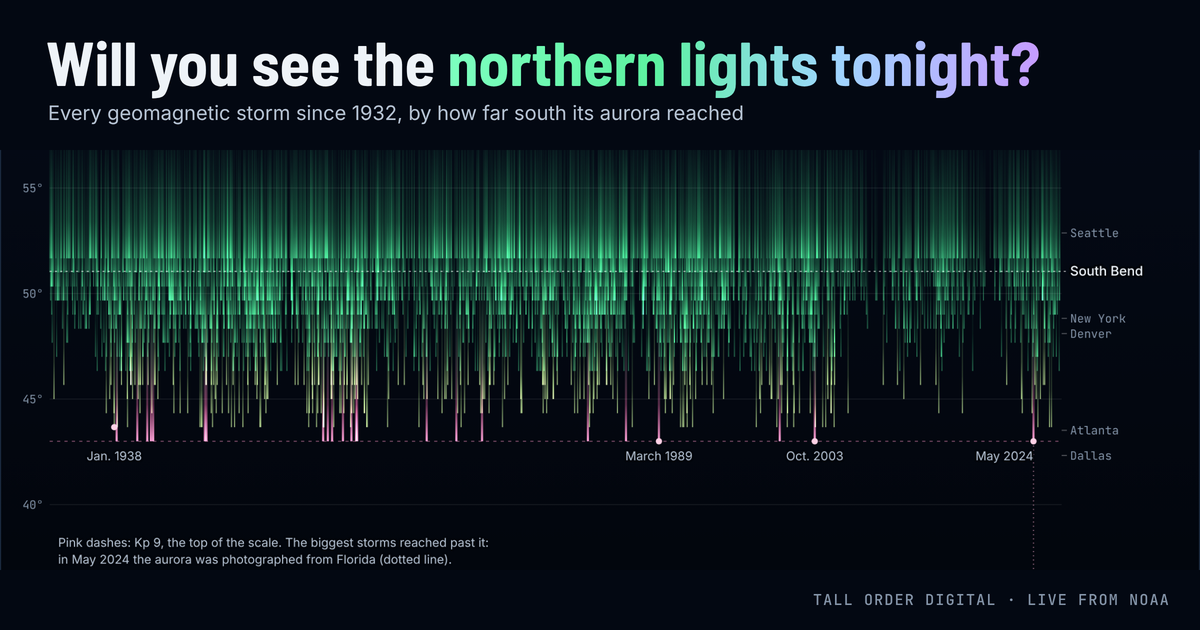 Will you see the northern lights tonight?
Every geomagnetic storm since 1932, by how far south its aurora reached
55°
Seattle
South Bend
50°
New York
Denver
45°
Atlanta
Jan. 1938
March 1989
Oct. 2003
May 2024
Dallas
40°
Pink dashes: Kp 9, the top of the scale. The biggest storms reached past it:
in May 2024 the aurora was photographed from Florida (dotted line).
TALL ORDER DIGITAL · LIVE FROM NOAA